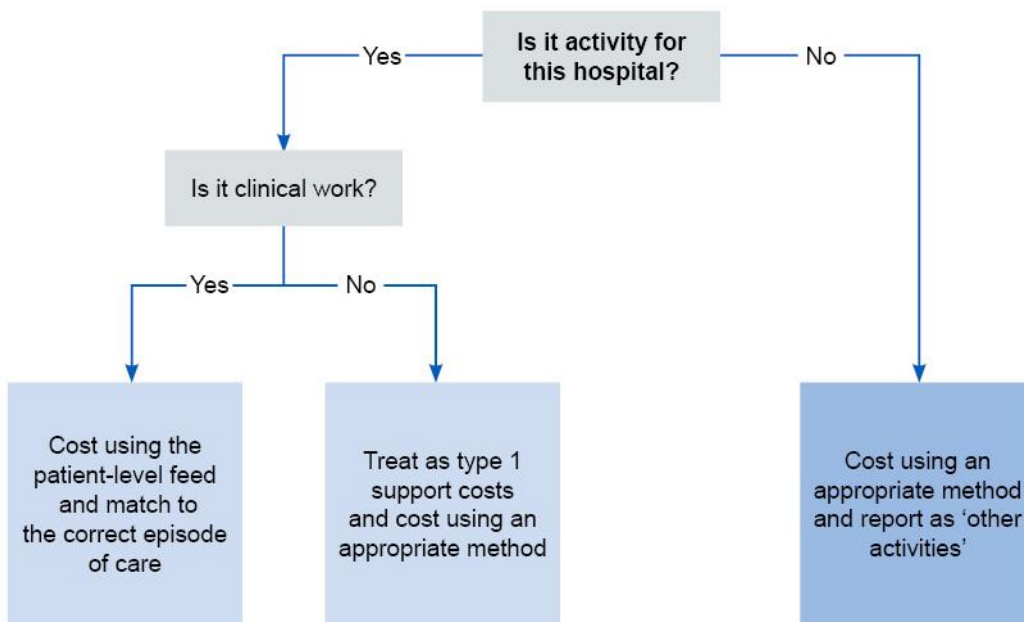 Is it activity for
this hospital?
Yes
No
Is it clinical work?
Yes
No
Cost using the
patient-level feed
and match to
the correct episode
of care
Treat as type 1
support costs
and cost using an
appropriate method
Cost using an
appropriate method
and report as ‘other
activities’